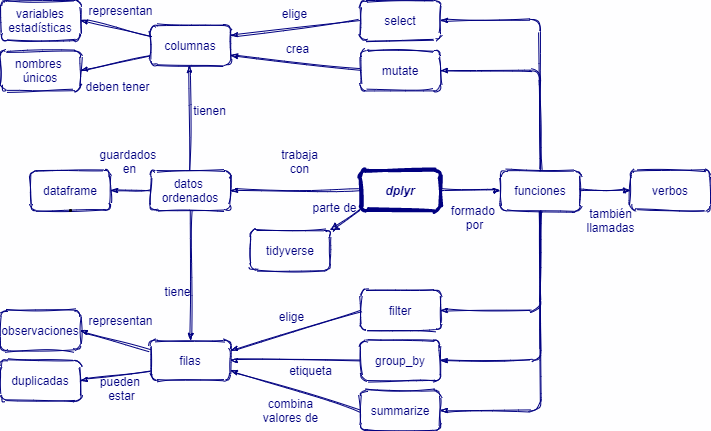 variables
estadísticas
representan
nombres
únicos
deben tener
columnas
elige
select
crea
mutate
tienen
guardados
en
dataframe
datos
ordenados
trabaja
con
dplyr
parte de
tidyverse
formado
por
funciones
también
llamadas
verbos
tiene
observaciones
representan
duplicadas
pueden
estar
filas
elige
filter
etiqueta
group_by
combina
valores de
summarize